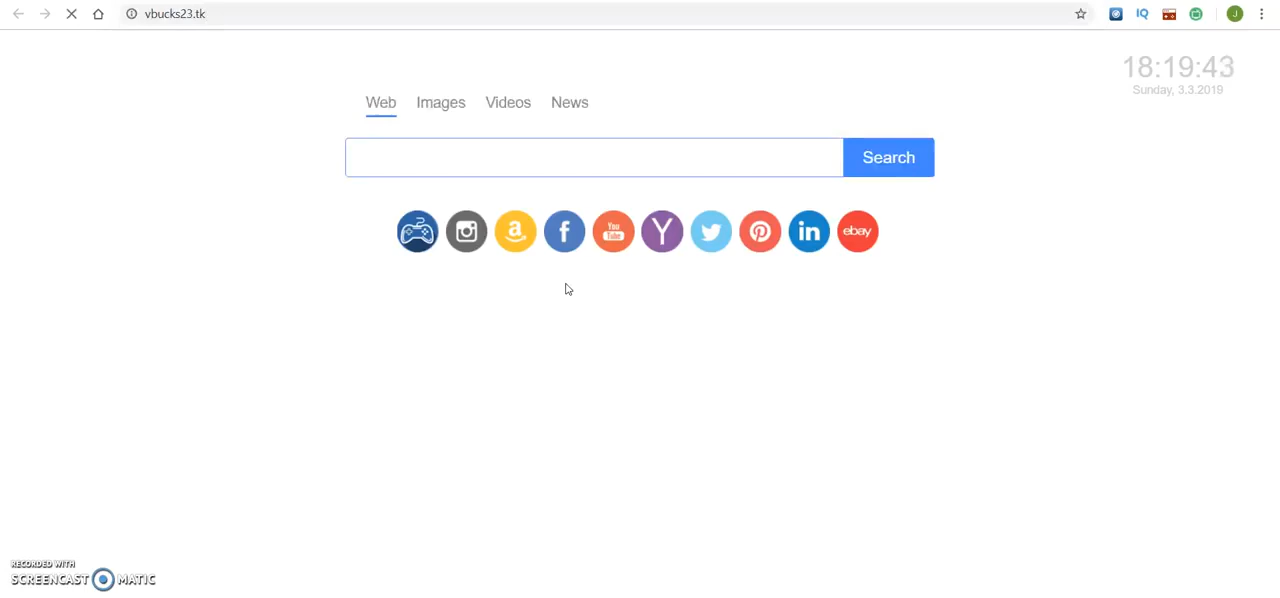 vbucks23.tk
IQ
J
18:19:43
Sunday, 3.3.2019
Web Images Videos News
Search
a f You Tube Y in ebay
RECORDED WITH
SCREENCAST MATIC